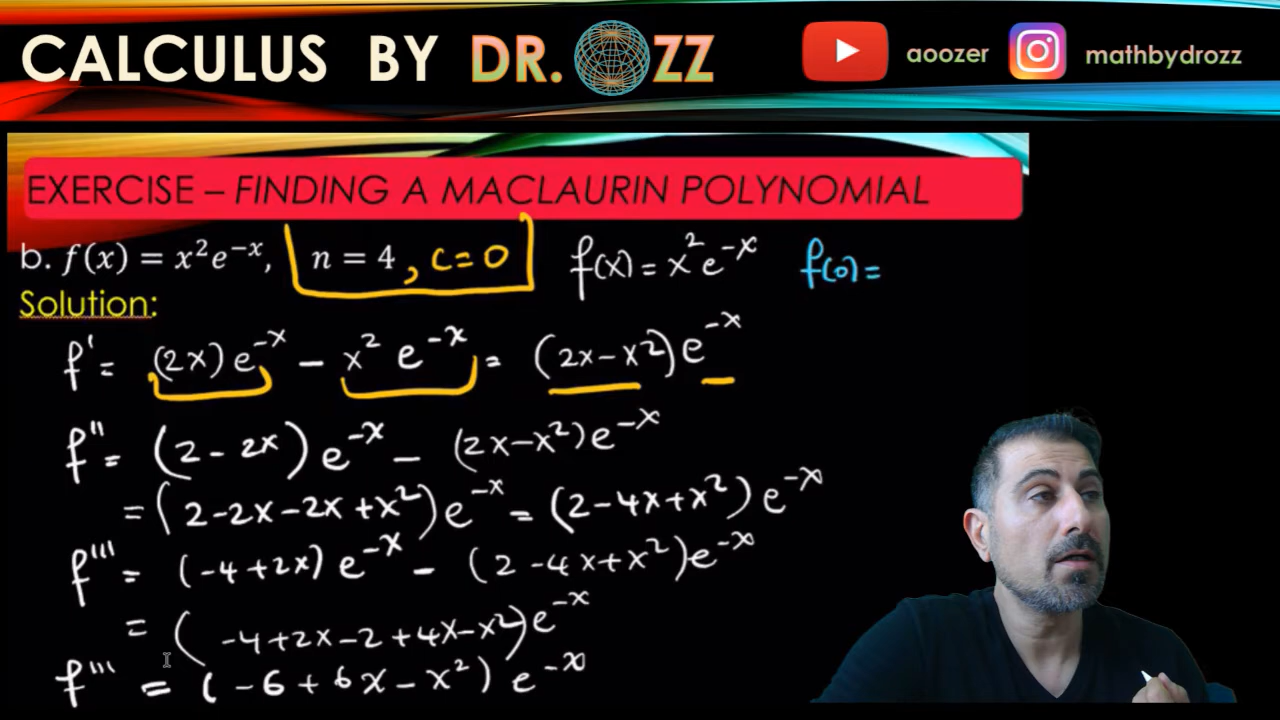 CALCULUS BY DR. OZZ
aoozer
mathbydrozz
EXERCISE – FINDING A MACLAURIN POLYNOMIAL
b. f(x) = x²e⁻ˣ, n = 4 , c = 0 f(x) = x²e⁻ˣ f(0) =
Solution:
f' = (2x)e⁻ˣ – x² e⁻ˣ = (2x – x²)e⁻ˣ
f'' = (2 - 2x) e⁻ˣ – (2x – x²)e⁻ˣ
= (2 - 2x – 2x + x²)e⁻ˣ = (2 – 4x + x²) e⁻ˣ
f''' = (-4 + 2x) e⁻ˣ – (2 - 4x + x²)e⁻ˣ
= ( -4 + 2x – 2 + 4x – x²)e⁻ˣ
f''' = ( -6 + 6x – x²) e⁻ˣ